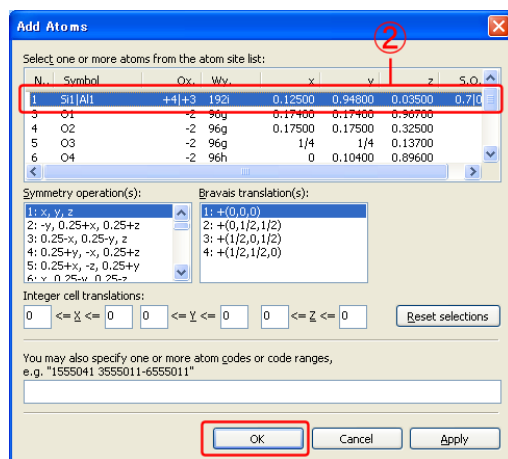 Add Atoms
②
Select one or more atoms from the atom site list:
N.. Symbol Ox. Wy. x y z S.O.
1 Si1|Al1 +4|+3 192i 0.12500 0.94800 0.03500 0.7|0
3 O1 -2 96g 0.17400 0.17400 0.96700
4 O2 -2 96g 0.17500 0.17500 0.32500
5 O3 -2 96g 1/4 1/4 0.13700
6 O4 -2 96h 0 0.10400 0.89600
Symmetry operation(s): Bravais translation(s):
1: x, y, z 1: +(0,0,0)
2: -y, 0.25+x, 0.25+z 2: +(0,1/2,1/2)
3: 0.25-x, 0.25-y, z 3: +(1/2,0,1/2)
4: 0.25+y, -x, 0.25+z 4: +(1/2,1/2,0)
5: 0.25+x, -z, 0.25+y
6: x, 0.25-y, 0.25-z
Integer cell translations:
0 <= X <= 0 0 <= Y <= 0 0 <= Z <= 0 Reset selections
You may also specify one or more atom codes or code ranges,
e.g. "1555041 3555011-6555011"
OK Cancel Apply